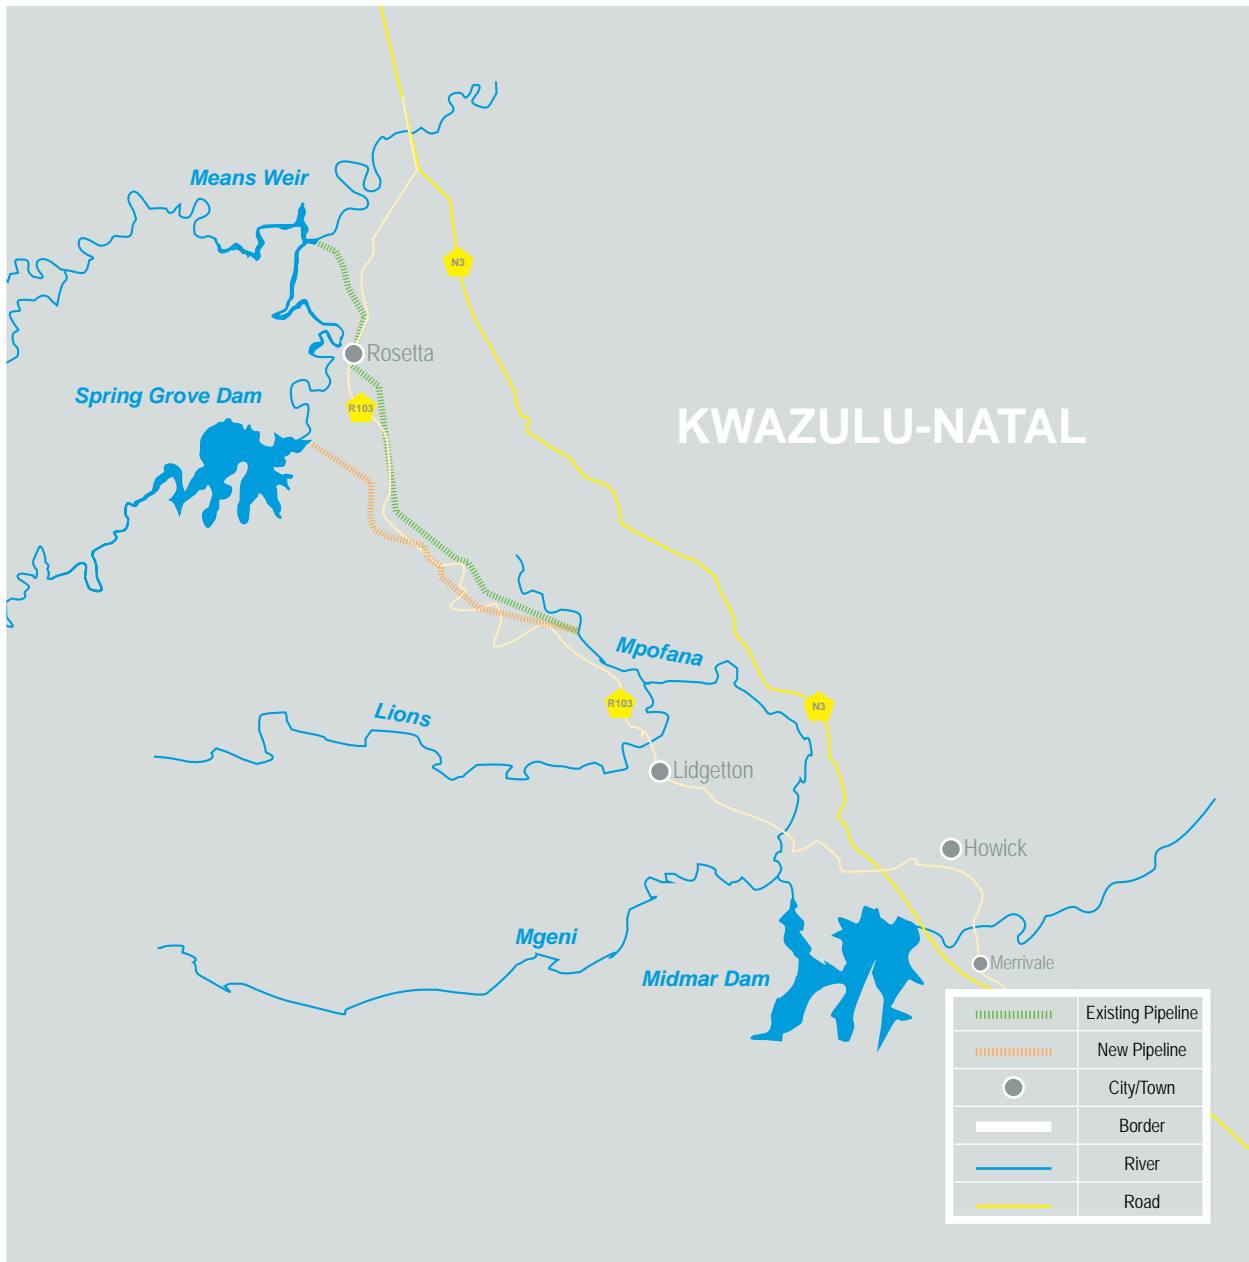 Means Weir
N3
Rosetta
Spring Grove Dam
R103
KWAZULU-NATAL
Mpofana
Lions
R103
N3
Lidgetton
Howick
Mgeni
Midmar Dam
Merrivale
Existing Pipeline
New Pipeline
City/Town
Border
River
Road